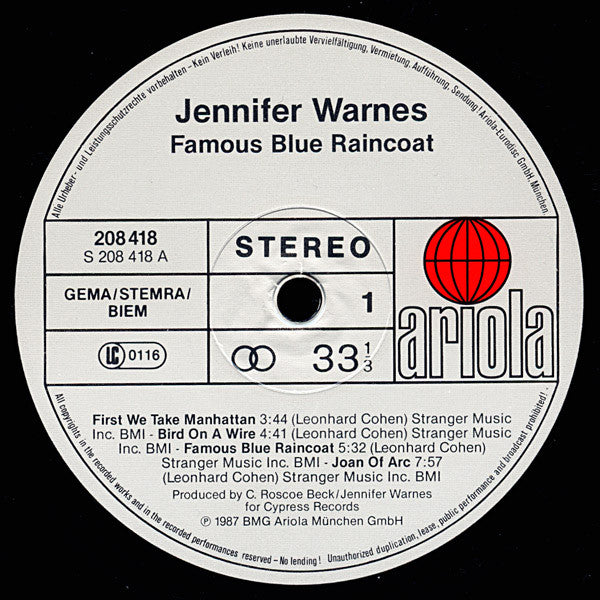 Alle Urheber- und Leistungsschutzrechte vorbehalten - Kein Verleih! Keine unerlaubte Vervielfältigung, Vermietung, Aufführung, Sendung! Ariola-Eurodisc GmbH, München.
Jennifer Warnes
Famous Blue Raincoat
208 418
S 208 418 A
STEREO
GEMA/STEMRA/
BIEM
1
LC 0116
33 1/3
ariola
First We Take Manhattan 3:44 (Leonhard Cohen) Stranger Music
Inc. BMI - Bird On A Wire 4:41 (Leonhard Cohen) Stranger Music
Inc. BMI - Famous Blue Raincoat 5:32 (Leonhard Cohen)
Stranger Music Inc. BMI - Joan Of Arc 7:57
(Leonhard Cohen) Stranger Music Inc. BMI
Produced by C. Roscoe Beck/Jennifer Warnes
for Cypress Records
℗ 1987 BMG Ariola München GmbH
All copyrights in the recorded works and in the recorded performances reserved - No lending! Unauthorized duplication, lease, public performance and broadcast prohibited!